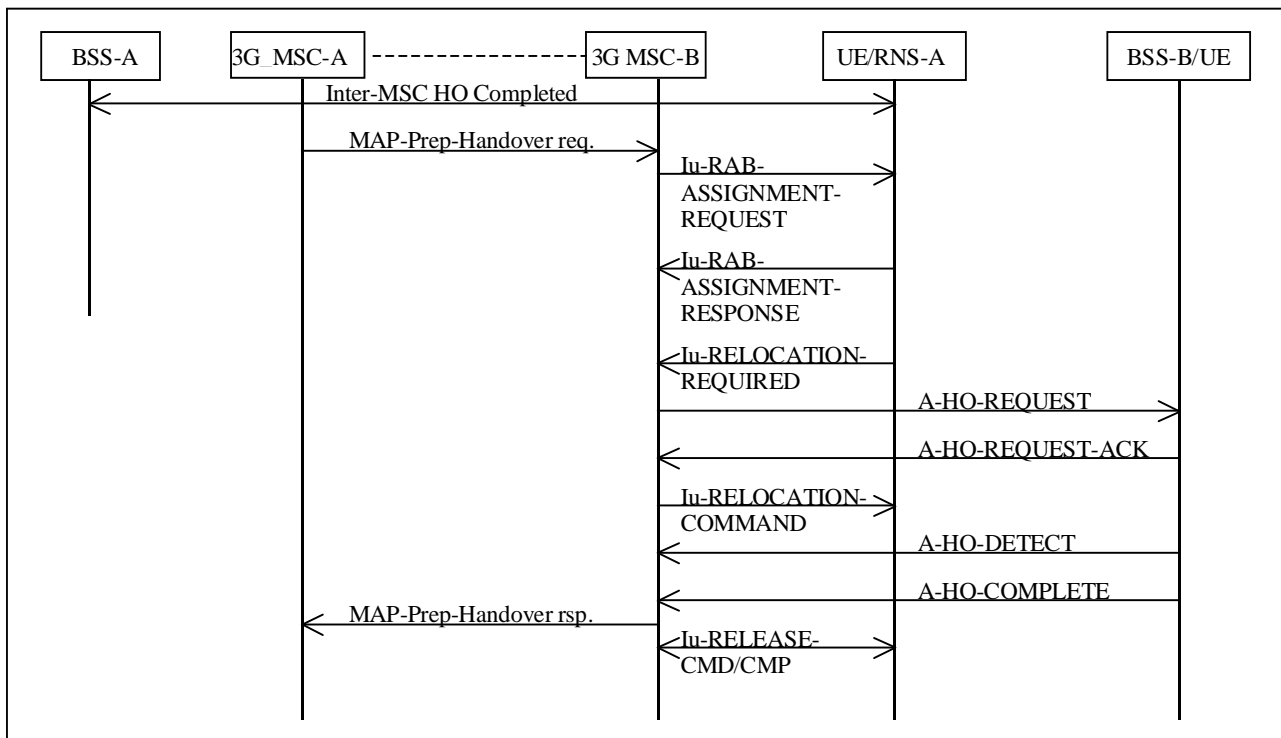 BSS-A
3G_MSC-A
3G MSC-B
UE/RNS-A
BSS-B/UE
Inter-MSC HO Completed
MAP-Prep-Handover req.
Iu-RAB-
ASSIGNMENT-
REQUEST
Iu-RAB-
ASSIGNMENT-
RESPONSE
Iu-RELOCATION-
REQUIRED
A-HO-REQUEST
A-HO-REQUEST-ACK
Iu-RELOCATION-
COMMAND
A-HO-DETECT
A-HO-COMPLETE
MAP-Prep-Handover rsp.
Iu-RELEASE-
CMD/CMP